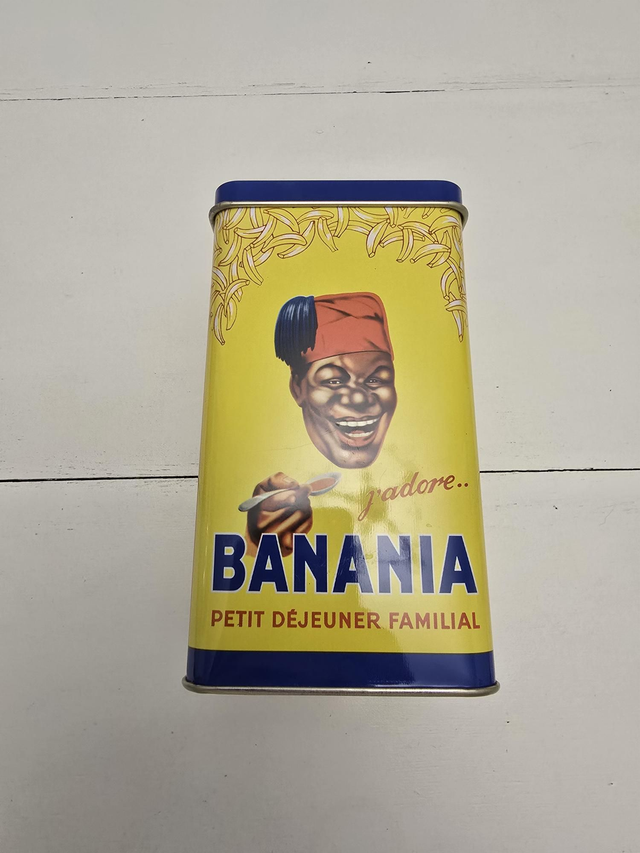 j'adore..
BANANIA
PETIT DÉJEUNER FAMILIAL